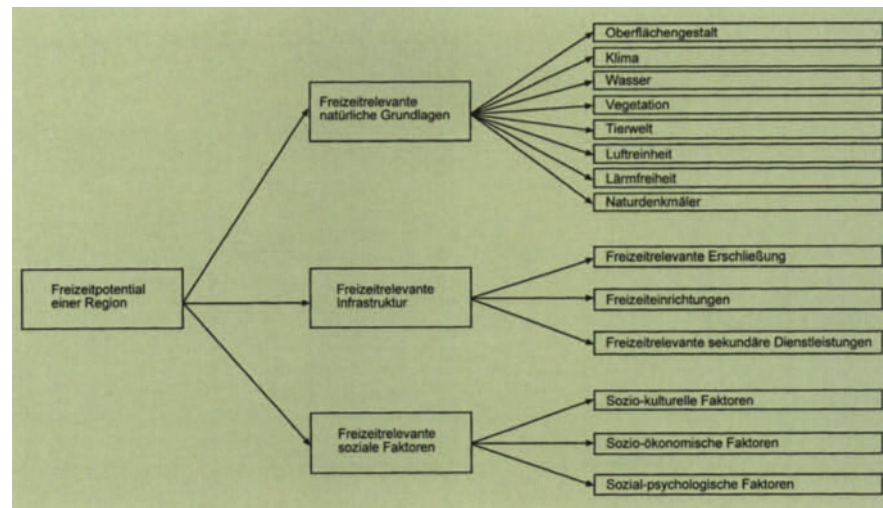 Freizeitpotential
einer Region
Freizeitrelevante
natürliche Grundlagen
Oberflächengestalt
Klima
Wasser
Vegetation
Tierwelt
Luftreinheit
Lärmfreiheit
Naturdenkmäler
Freizeitrelevante
Infrastruktur
Freizeitrelevante Erschließung
Freizeiteinrichtungen
Freizeitrelevante sekundäre Dienstleistungen
Freizeitrelevante
soziale Faktoren
Sozio-kulturelle Faktoren
Sozio-ökonomische Faktoren
Sozial-psychologische Faktoren